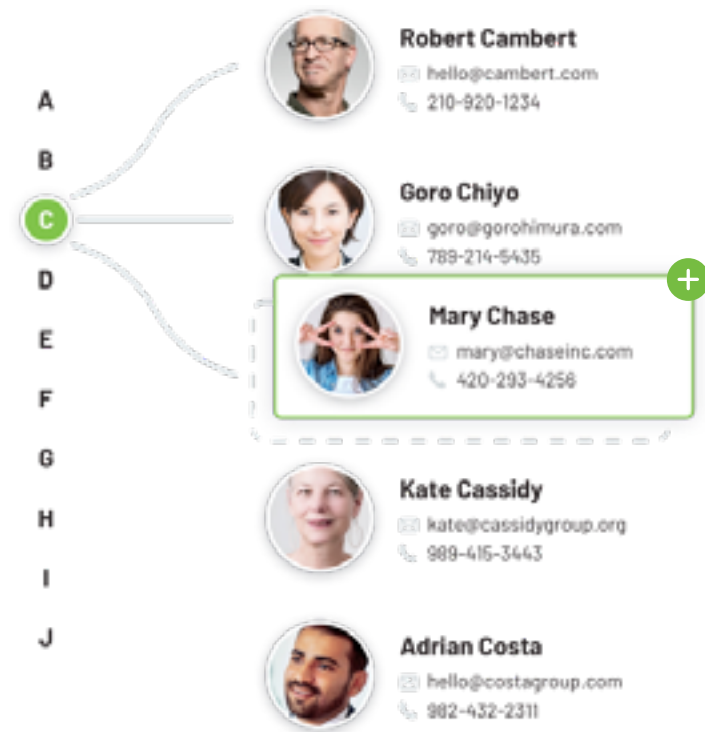 A
B
C
D
E
F
G
H
I
J
Robert Cambert
hello@cambert.com
210-920-1234
Goro Chiyo
goro@gorohimura.com
789-214-5435
Mary Chase
mary@chaseinc.com
420-293-4256
Kate Cassidy
kate@cassidygroup.org
989-415-3443
Adrian Costa
hello@costagroup.com
982-432-2311